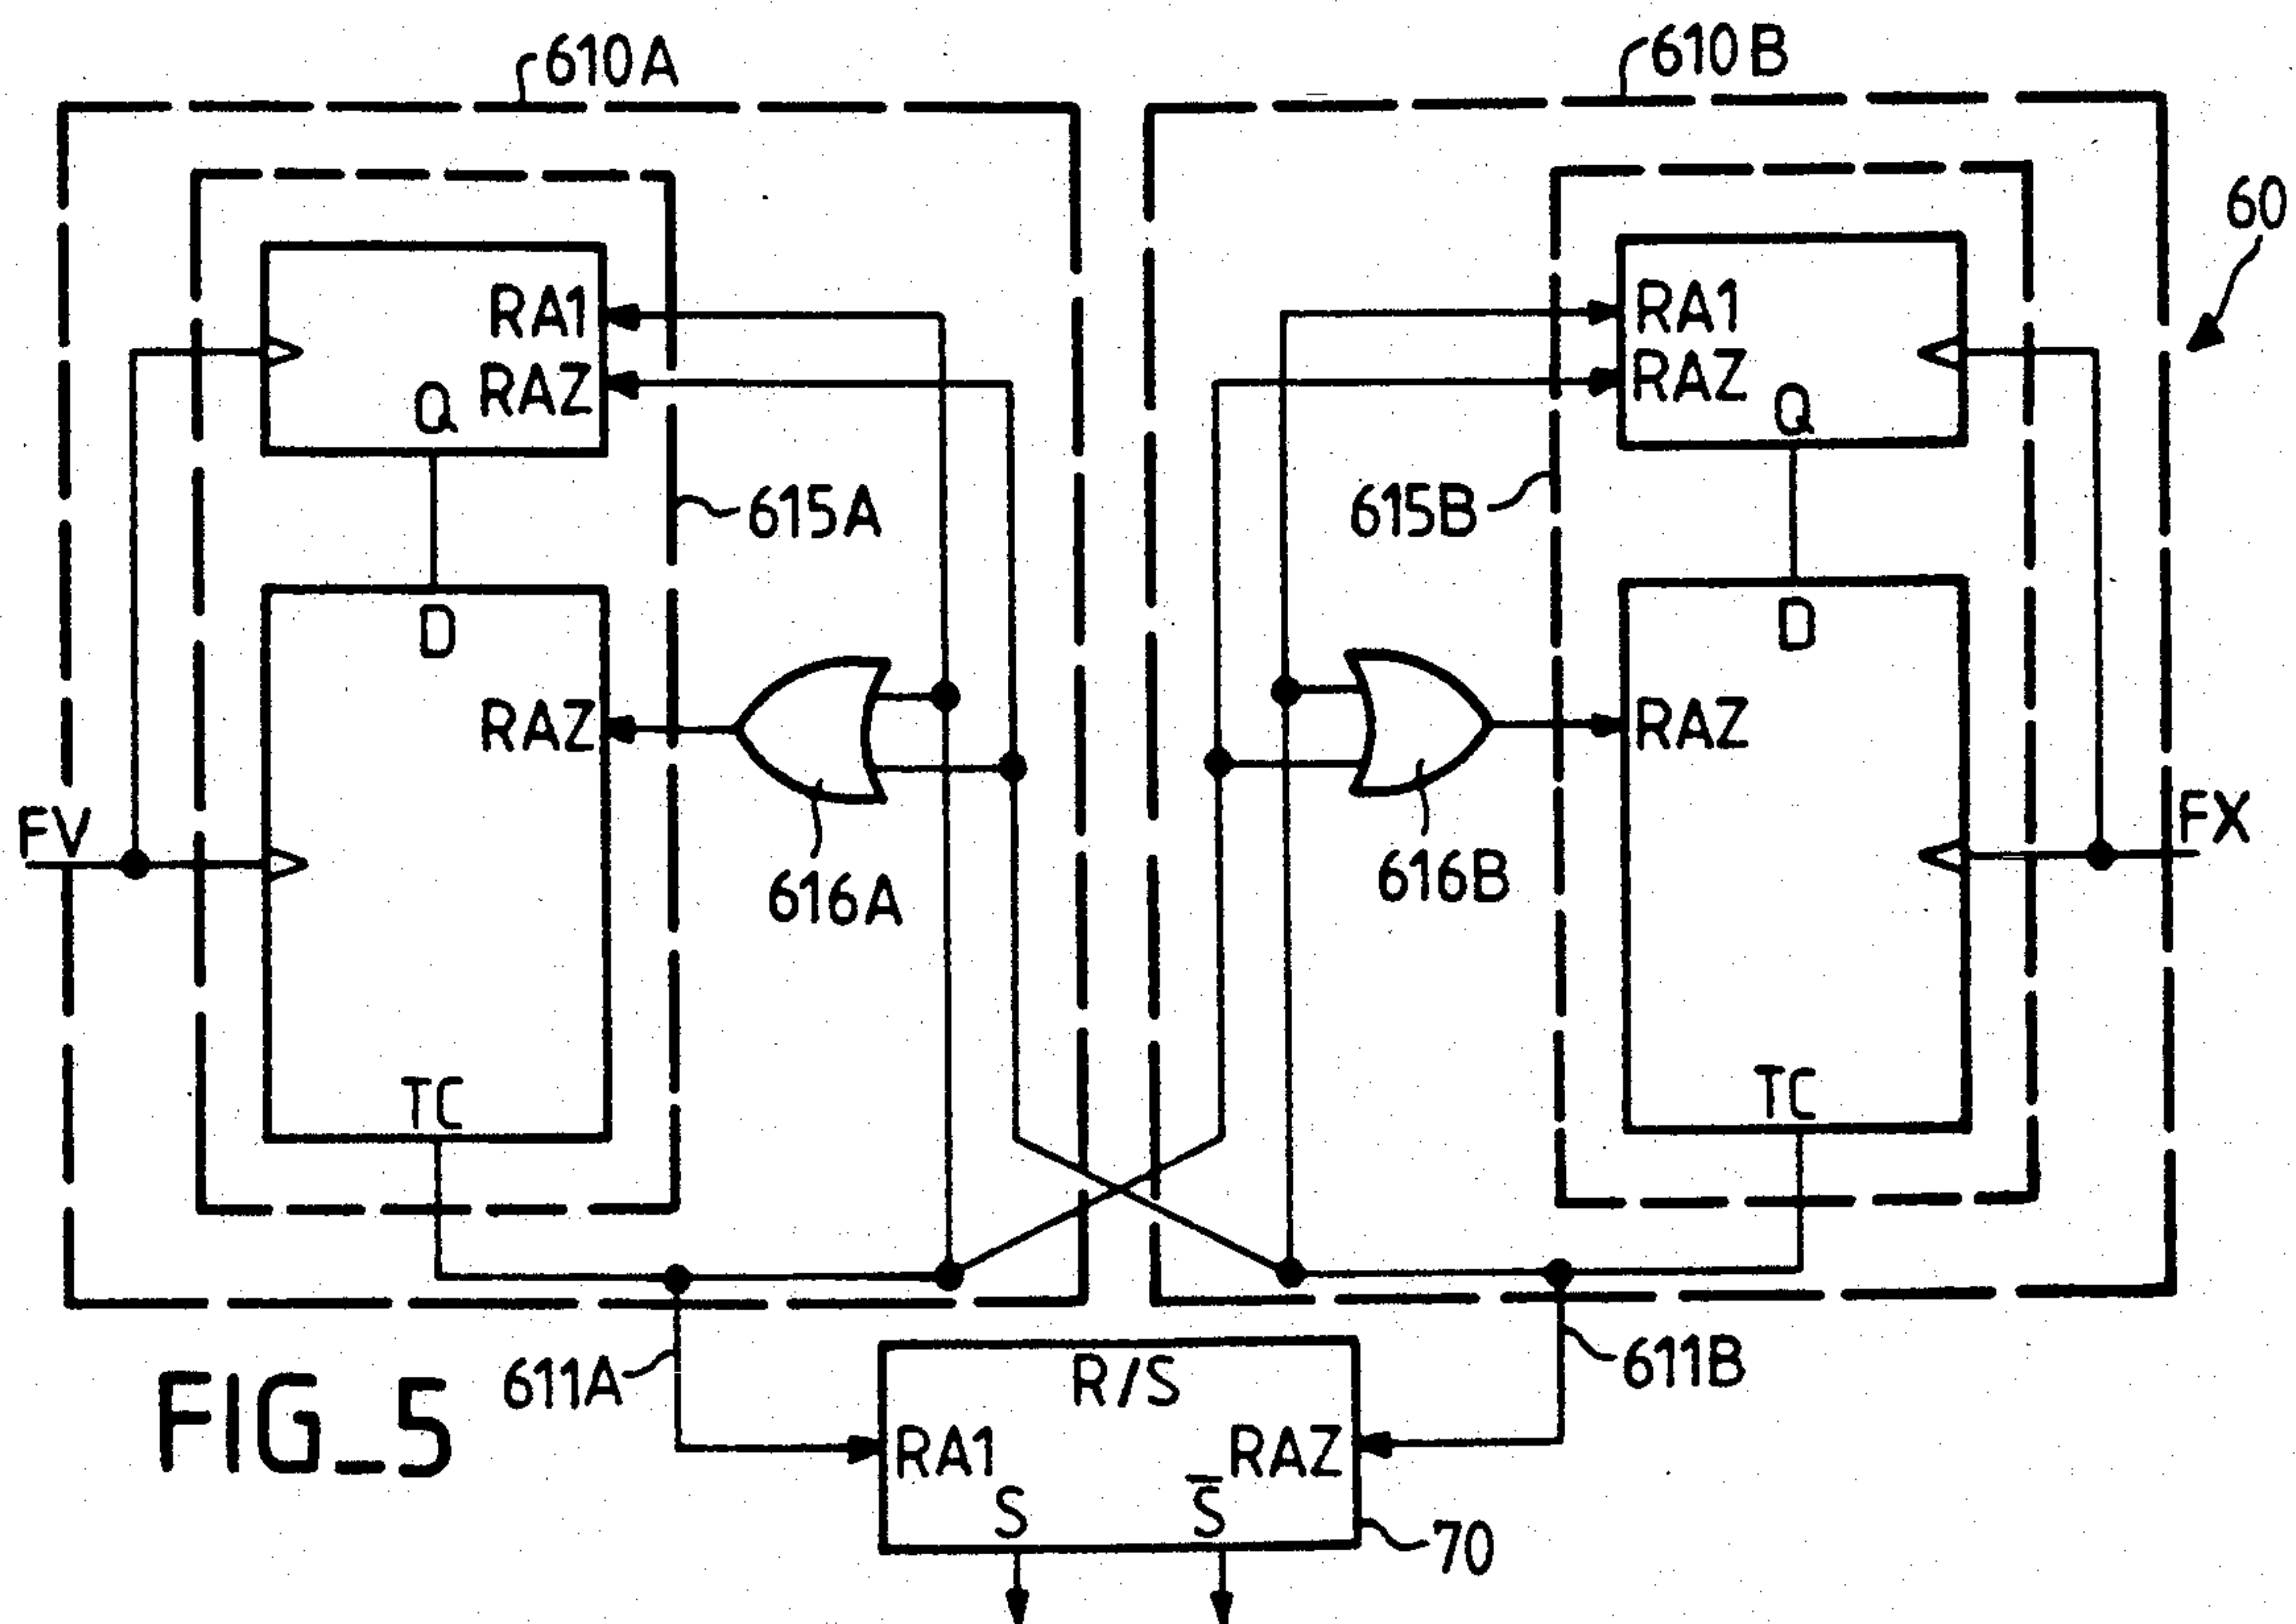 610A
610B
60
RA1
RAZ
Q
RA1
RAZ
Q
615A
615B
D
RAZ
D
RAZ
FV
FX
616A
616B
TC
TC
611A
611B
R/S
RA1
RAZ
S
S̅
70
FIG_5